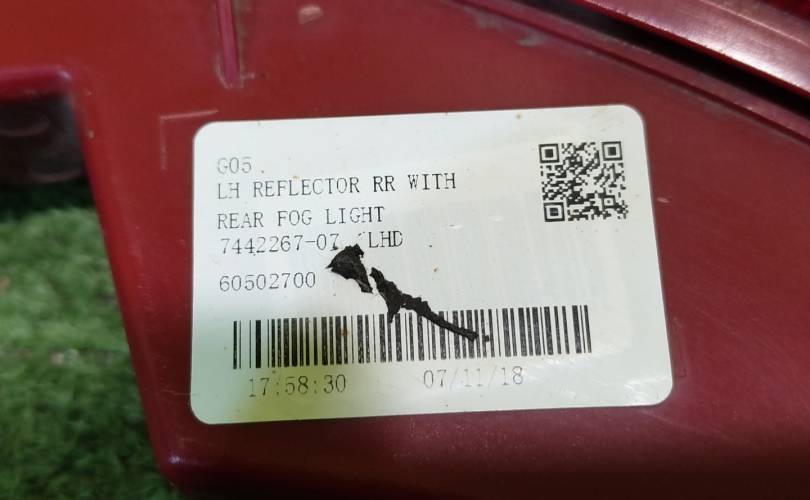 G05
LH REFLECTOR RR WITH
REAR FOG LIGHT
7442267-07 LHD
60502700
17:58:30 07/11/18